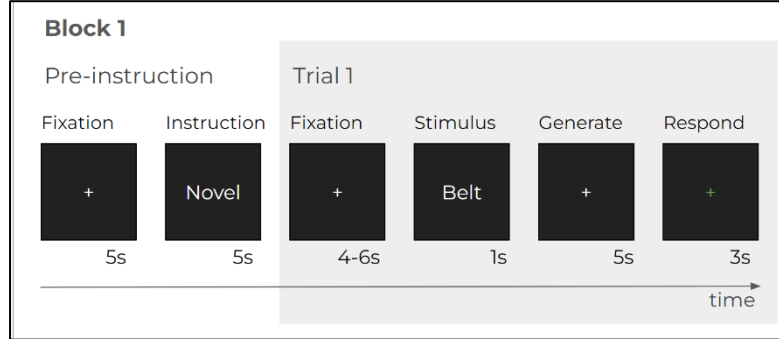 Block 1
Pre-instruction Trial 1
Fixation Instruction Fixation Stimulus Generate Respond
+ Novel + Belt + +
5s 5s 4-6s 1s 5s 3s
time